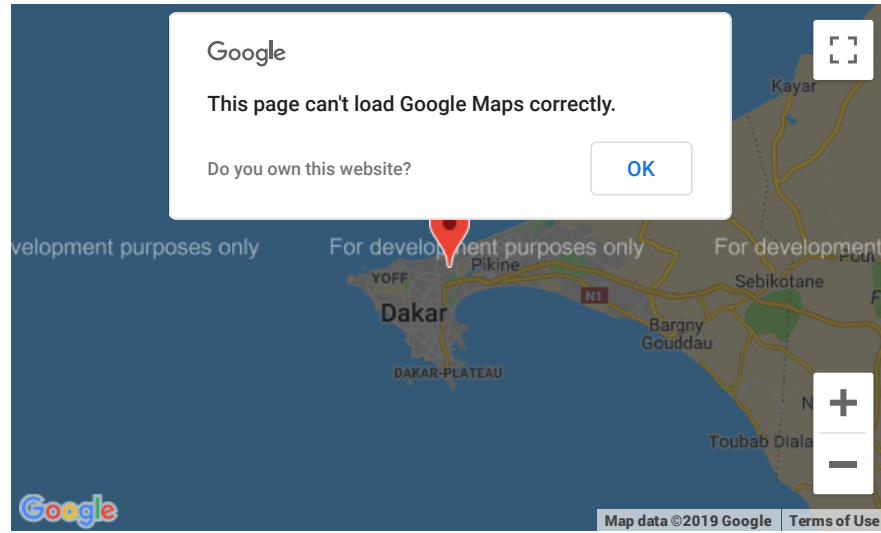 Google
This page can't load Google Maps correctly.
Do you own this website?
OK
Kayar
velopment purposes only
For development purposes only
For development
YOFF
Pikine
Pout
Sebikotane
F
N1
Dakar
Bargny
Gouddau
DAKAR-PLATEAU
N
Toubab Diala
Google
Map data ©2019 Google
Terms of Use